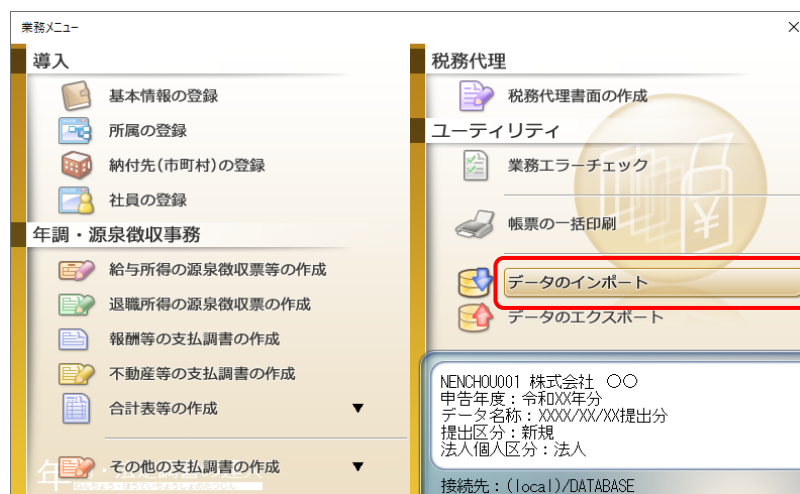 業務メニュー
導入
基本情報の登録
所属の登録
納付先(市町村)の登録
社員の登録
年調・源泉徴収事務
給与所得の源泉徴収票等の作成
退職所得の源泉徴収票の作成
報酬等の支払調書の作成
不動産等の支払調書の作成
合計表等の作成 ▼
その他の支払調書の作成 ▼
税務代理
税務代理書面の作成
ユーティリティ
業務エラーチェック
帳票の一括印刷
データのインポート
データのエクスポート
NENCHOU001 株式会社 〇〇
申告年度:令和XX年分
データ名称:XXXX/XX/XX提出分
提出区分:新規
法人個人区分:法人
接続先:(local)/DATABASE